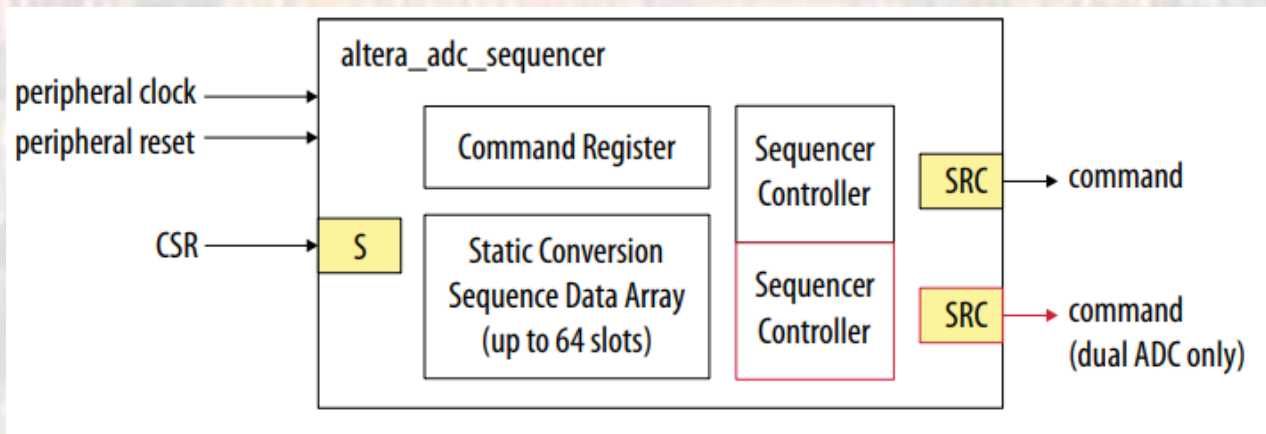 altera_adc_sequencer
peripheral clock
peripheral reset
CSR
S
Command Register
Static Conversion
Sequence Data Array
(up to 64 slots)
Sequencer
Controller
Sequencer
Controller
SRC
command
SRC
command
(dual ADC only)